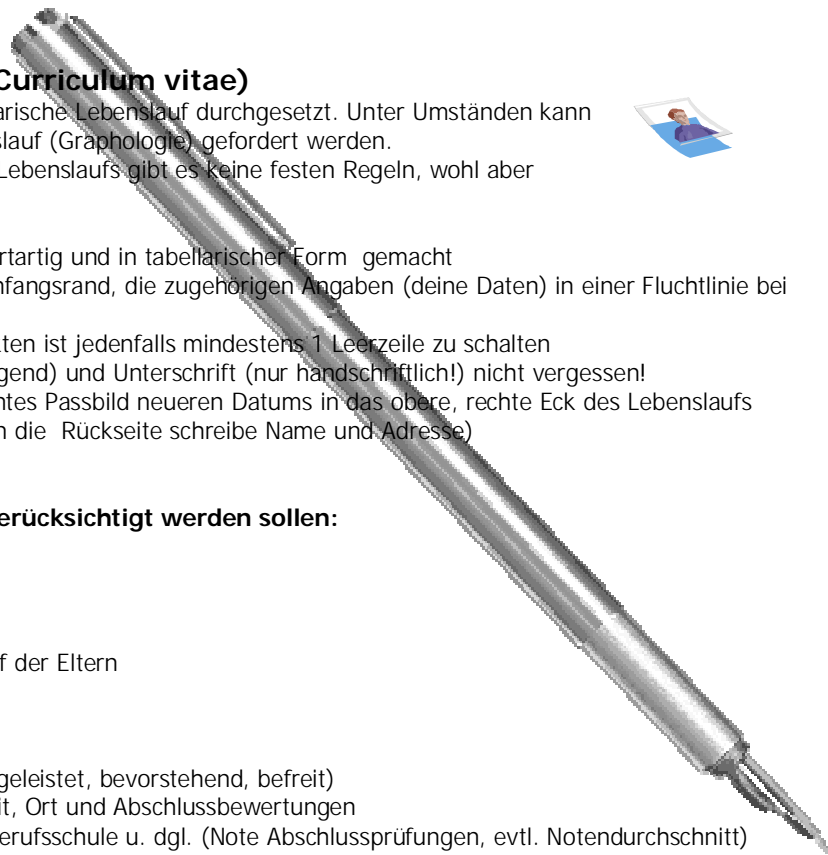 Curriculum vitae)
arische Lebenslauf durchgesetzt. Unter Umständen kann
slauf (Graphologie) gefordert werden.
Lebenslaufs gibt es keine festen Regeln, wohl aber
rtartig und in tabellarischer Form gemacht
nfangsrand, die zugehörigen Angaben (deine Daten) in einer Fluchtlinie bei
kten ist jedenfalls mindestens 1 Leerzeile zu schalten
gend) und Unterschrift (nur handschriftlich!) nicht vergessen!
ntes Passbild neueren Datums in das obere, rechte Eck des Lebenslaufs
n die Rückseite schreibe Name und Adresse)
erücksichtigt werden sollen:
f der Eltern
geleistet, bevorstehend, befreit)
it, Ort und Abschlussbewertungen
erufsschule u. dgl. (Note Abschlussprüfungen, evtl. Notendurchschnitt)